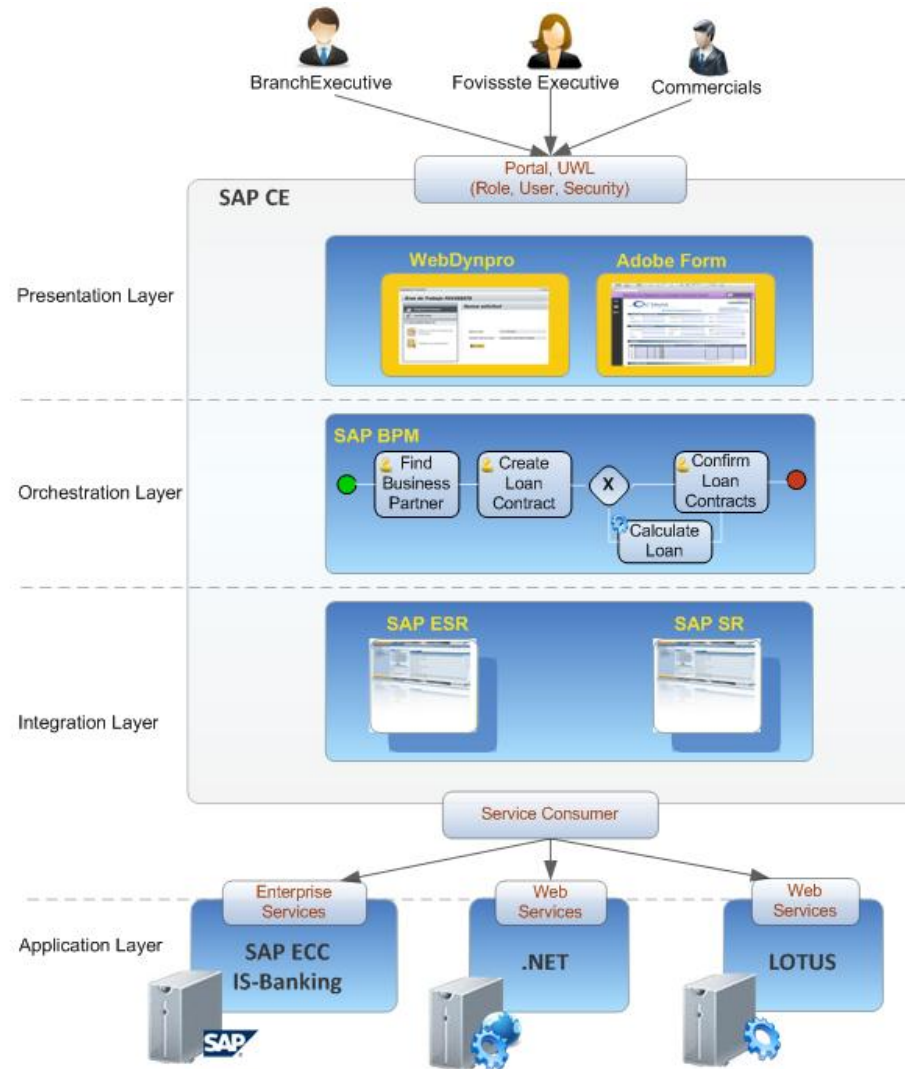 BranchExecutive
Fovissste Executive
Commercials
Portal, UWL
(Role, User, Security)
SAP CE
WebDynpro
Adobe Form
Presentation Layer
SAP BPM
Find
Business
Partner
Create
Loan
Contract
X
Confirm
Loan
Contracts
Calculate
Loan
Orchestration Layer
SAP ESR
SAP SR
Integration Layer
Service Consumer
Enterprise
Services
Web
Services
Web
Services
Application Layer
SAP ECC
IS-Banking
.NET
LOTUS
SAP